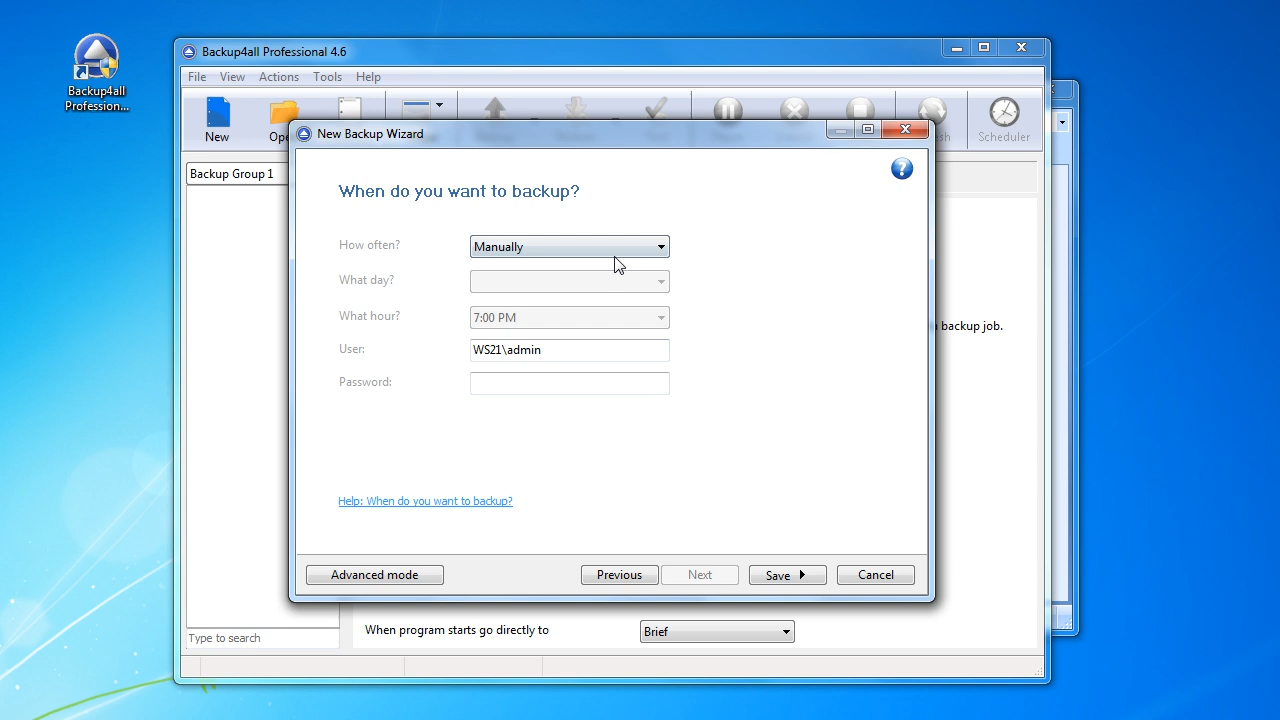 Backup4all
Profession...
Backup4all Professional 4.6
File View Actions Tools Help
New
Scheduler
New Backup Wizard
Backup Group 1
When do you want to backup?
How often?
Manually
What day?
What hour?
7:00 PM
User:
WS21\admin
Password:
backup job.
Help: When do you want to backup?
Advanced mode
Previous
Next
Save
Cancel
When program starts go directly to
Brief
Type to search